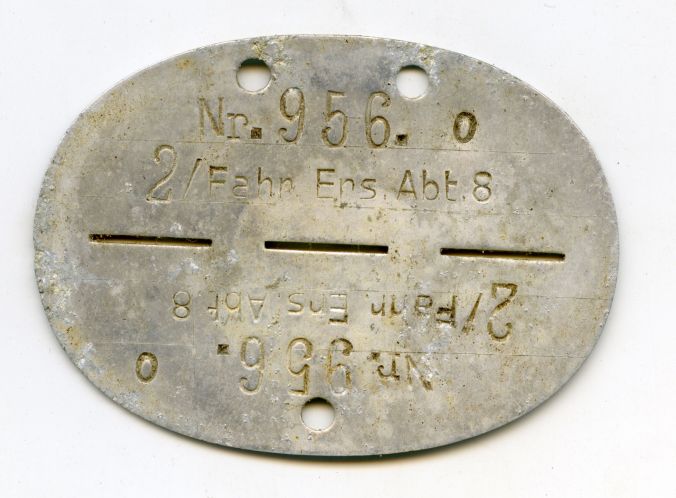 Nr. 956. o
2/Fahr. Ers. Abt. 8
2/Fahr. Ers. Abt. 8
Nr. 956. o